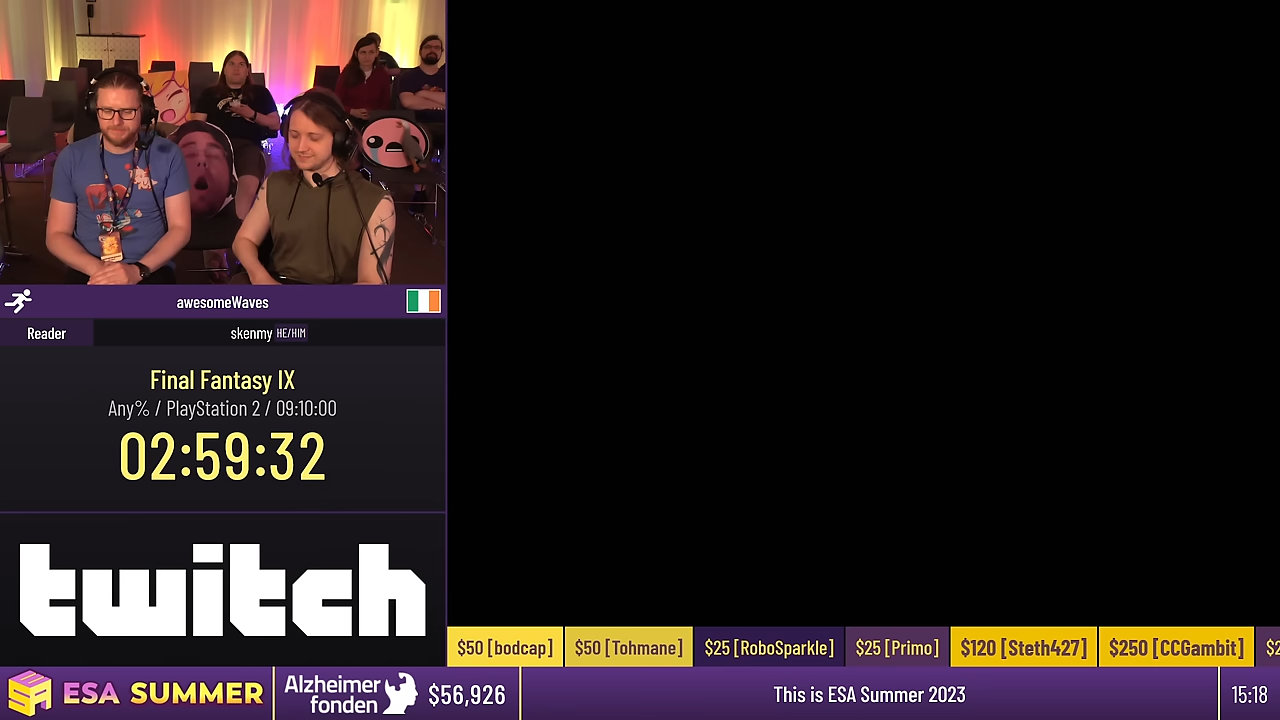 awesomeWaves
Reader
skenmy HE/HIM
Final Fantasy IX
Any% / PlayStation 2 / 09:10:00
02:59:32
twitch
$50 [bodcap]
$50 [Tohmane]
$25 [RoboSparkle]
$25 [Primo]
$120 [Steth427]
$250 [CCGambit]
ESA SUMMER
Alzheimer
fonden
$56,926
This is ESA Summer 2023
15:18